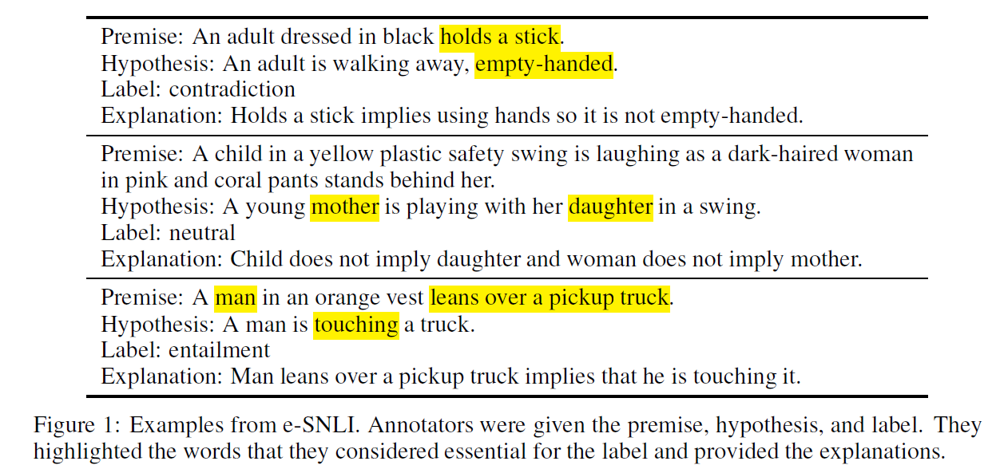 Premise: An adult dressed in black holds a stick.
Hypothesis: An adult is walking away, empty-handed.
Label: contradiction
Explanation: Holds a stick implies using hands so it is not empty-handed.
Premise: A child in a yellow plastic safety swing is laughing as a dark-haired woman
in pink and coral pants stands behind her.
Hypothesis: A young mother is playing with her daughter in a swing.
Label: neutral
Explanation: Child does not imply daughter and woman does not imply mother.
Premise: A man in an orange vest leans over a pickup truck.
Hypothesis: A man is touching a truck.
Label: entailment
Explanation: Man leans over a pickup truck implies that he is touching it.
Figure 1: Examples from e-SNLI. Annotators were given the premise, hypothesis, and label. They
highlighted the words that they considered essential for the label and provided the explanations.